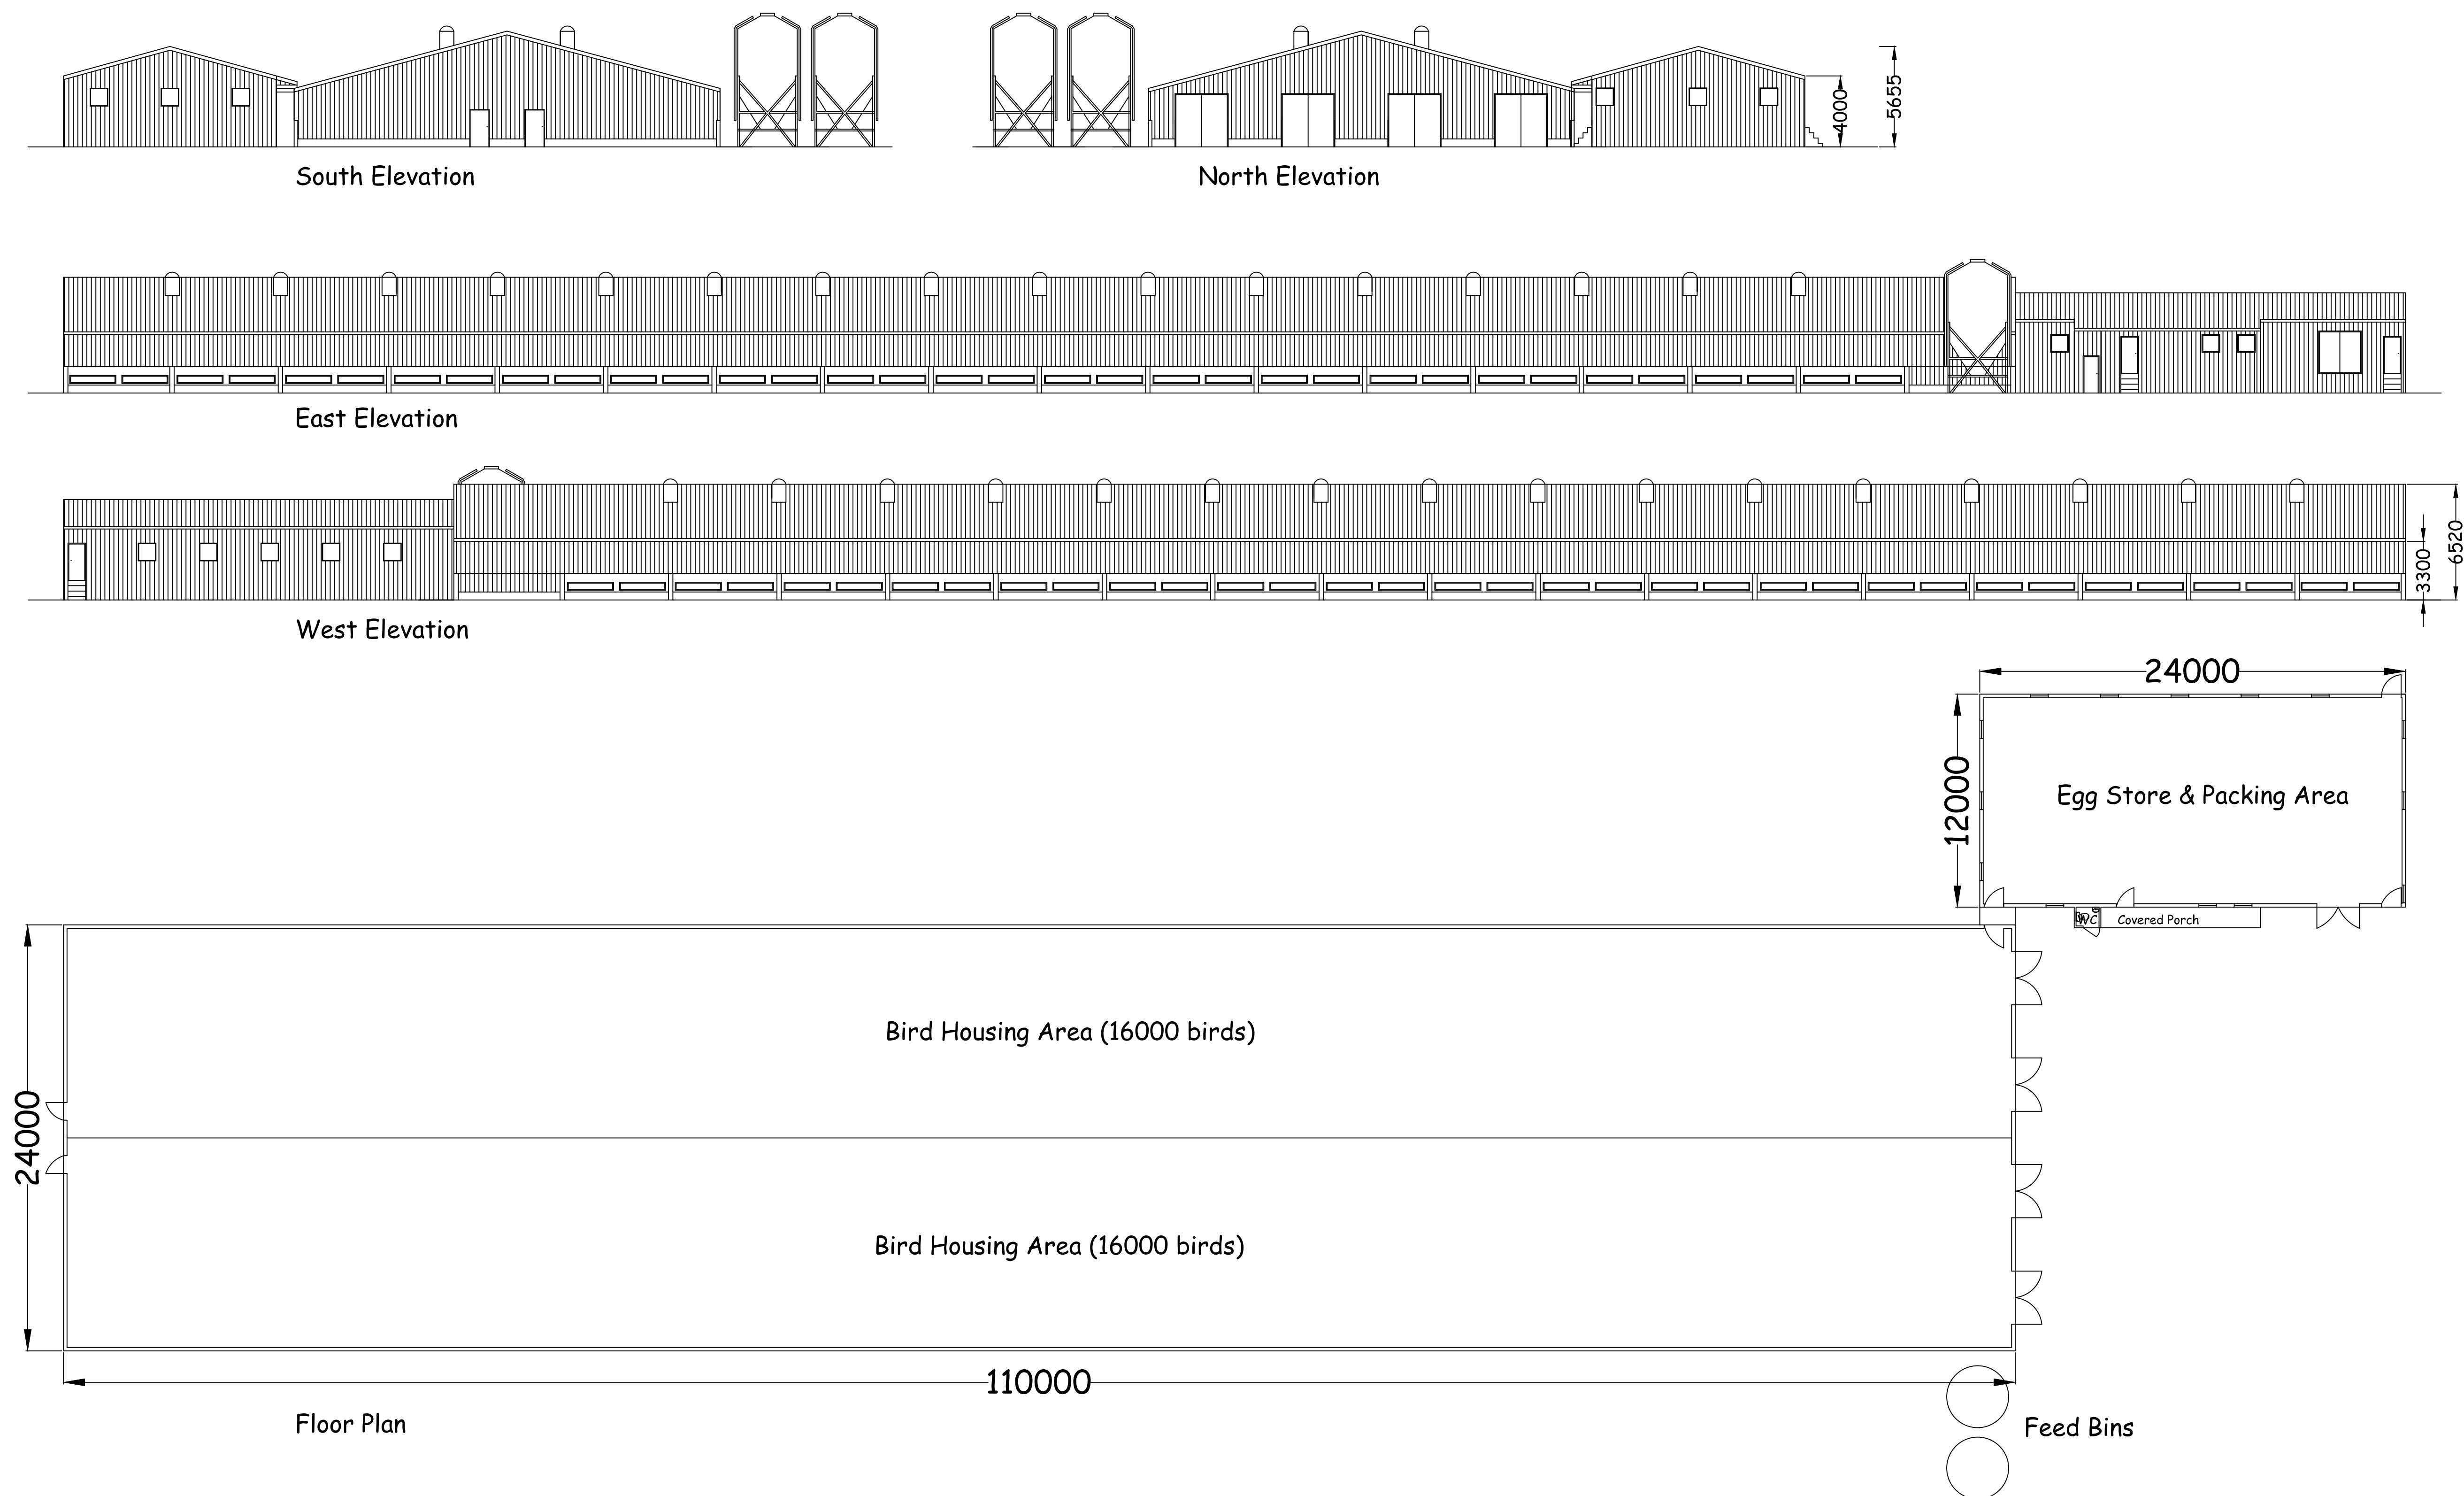 South Elevation
North Elevation
4000
5655
East Elevation
West Elevation
3300
6520
24000
12000
Egg Store & Packing Area
WC
Covered Porch
Bird Housing Area (16000 birds)
24000
Bird Housing Area (16000 birds)
110000
Floor Plan
Feed Bins